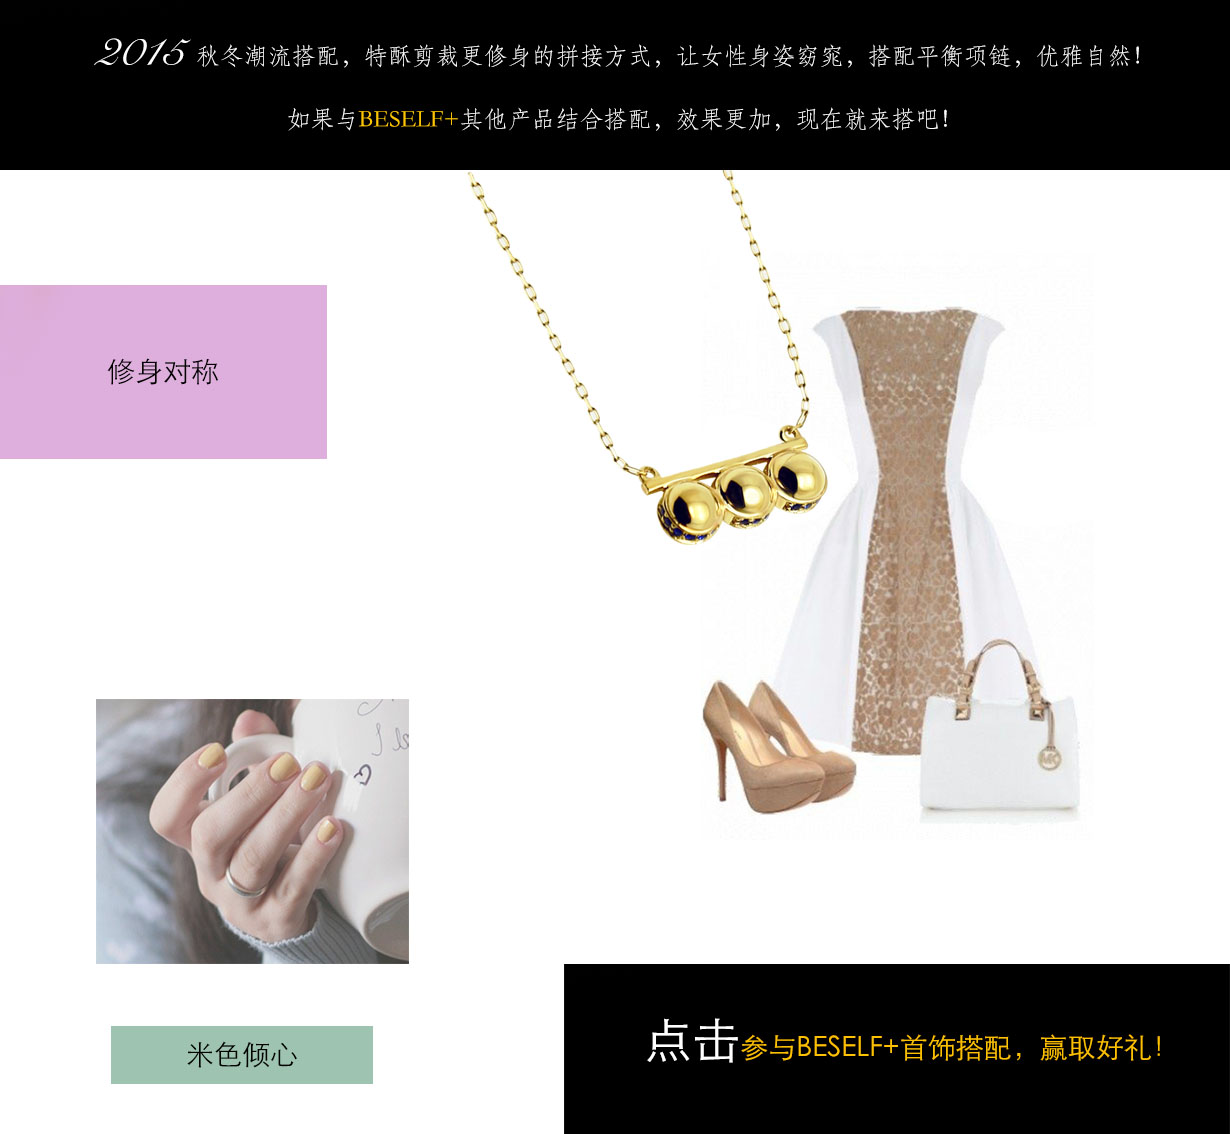 2015 秋冬潮流搭配，特酥剪裁更修身的拼接方式，让女性身姿窈窕，搭配平衡项链，优雅自然！
如果与BESELF+其他产品结合搭配，效果更加，现在就来搭吧！
修身对称
MK
米色倾心
点击参与BESELF+首饰搭配，赢取好礼！